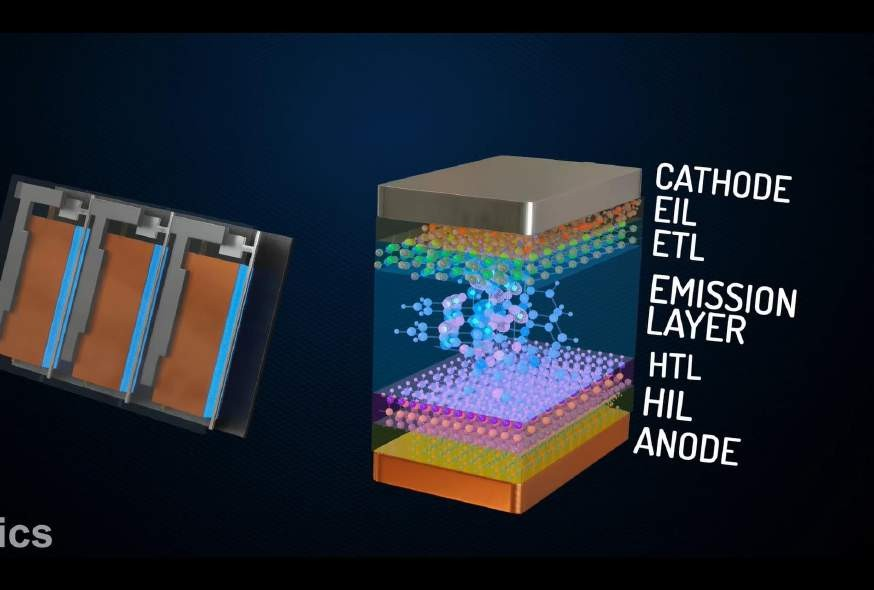 CATHODE
EIL
ETL
EMISSION
LAYER
HTL
HIL
ANODE
ics